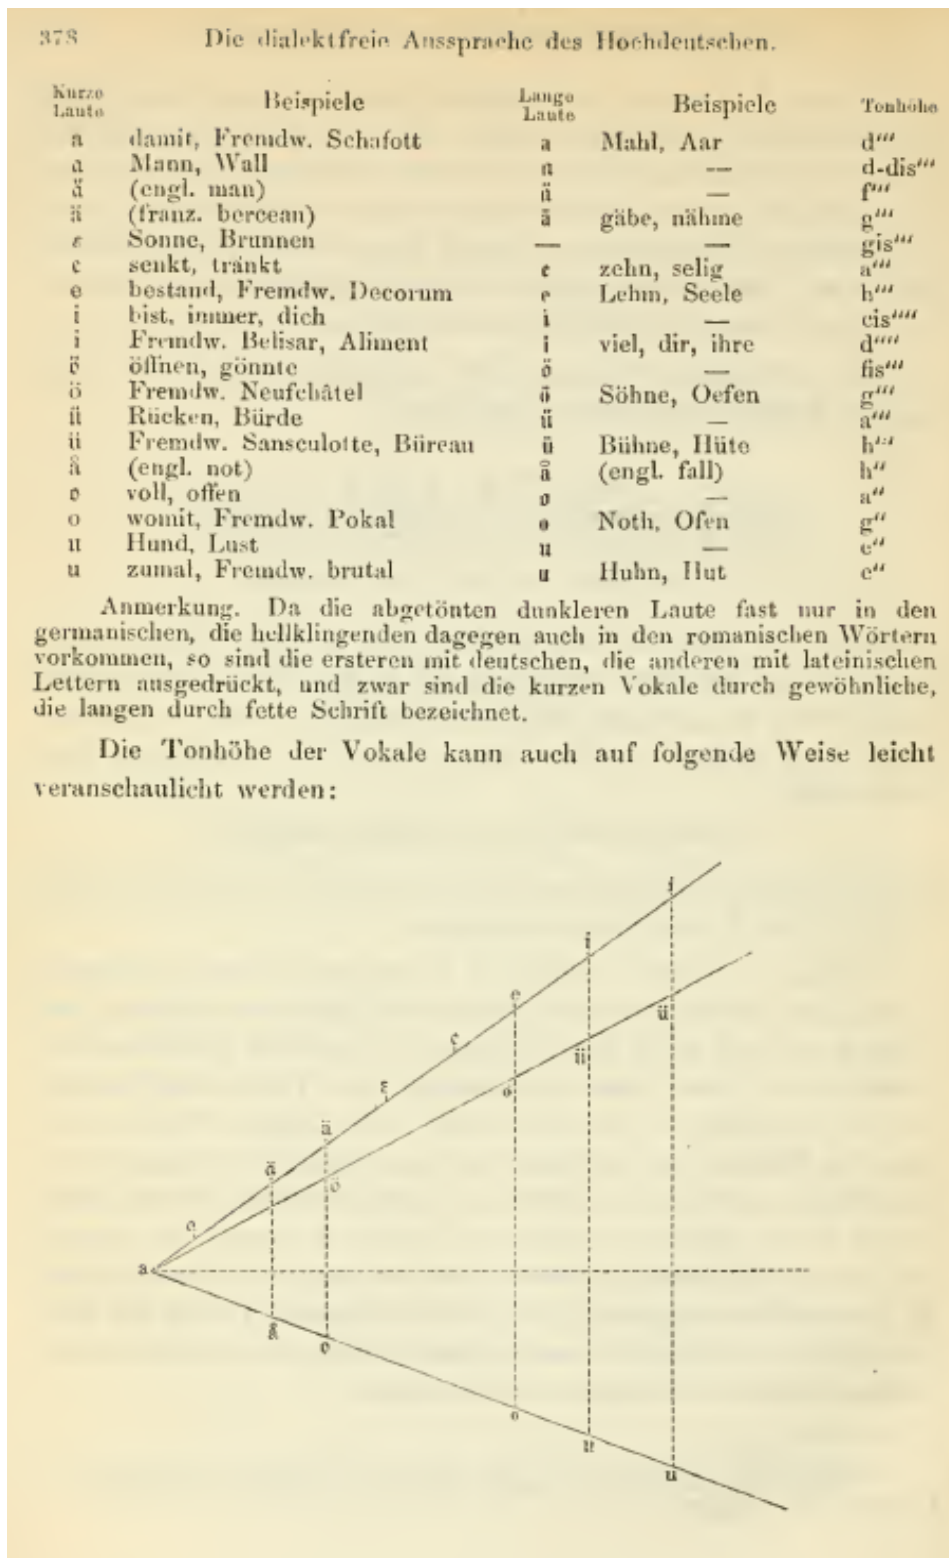 378 Die dialektfreie Aussprache des Hochdeutschen.
Kurze Laute Beispiele Lange Laute Beispiele Tonhöhe
a damit, Fremdw. Schafott a Mahl, Aar d'''
a Mann, Wall a — d-dis'''
ä (engl. man) ä — f'''
ä (franz. berceau) ä gäbe, nähme g'''
ε Sonne, Brunnen — — gis'''
e senkt, tränkt e zehn, selig a'''
e bestand, Fremdw. Decorum e Lehm, Seele h'''
i bist, immer, dich i — cis''''
i Fremdw. Belisar, Aliment i viel, dir, ihre d''''
ö öffnen, gönnte ö — fis'''
ö Fremdw. Neufchâtel ö Söhne, Oefen g'''
ü Rücken, Bürde ü — a'''
ü Fremdw. Sansculotte, Büreau ü Bühne, Hüte h'''
å (engl. not) å (engl. fall) h''
o voll, offen o — a''
o womit, Fremdw. Pokal o Noth, Ofen g''
u Hund, Lust u — e''
u zumal, Fremdw. brutal u Huhn, Hut c''
Anmerkung. Da die abgetönten dunkleren Laute fast nur in den
germanischen, die hellklingenden dagegen auch in den romanischen Wörtern
vorkommen, so sind die ersteren mit deutschen, die anderen mit lateinischen
Lettern ausgedrückt, und zwar sind die kurzen Vokale durch gewöhnliche,
die langen durch fette Schrift bezeichnet.
Die Tonhöhe der Vokale kann auch auf folgende Weise leicht
veranschaulicht werden:
i
i
e
ü
e
ü
ε
ä
ä
ö
a
o
o
u
u